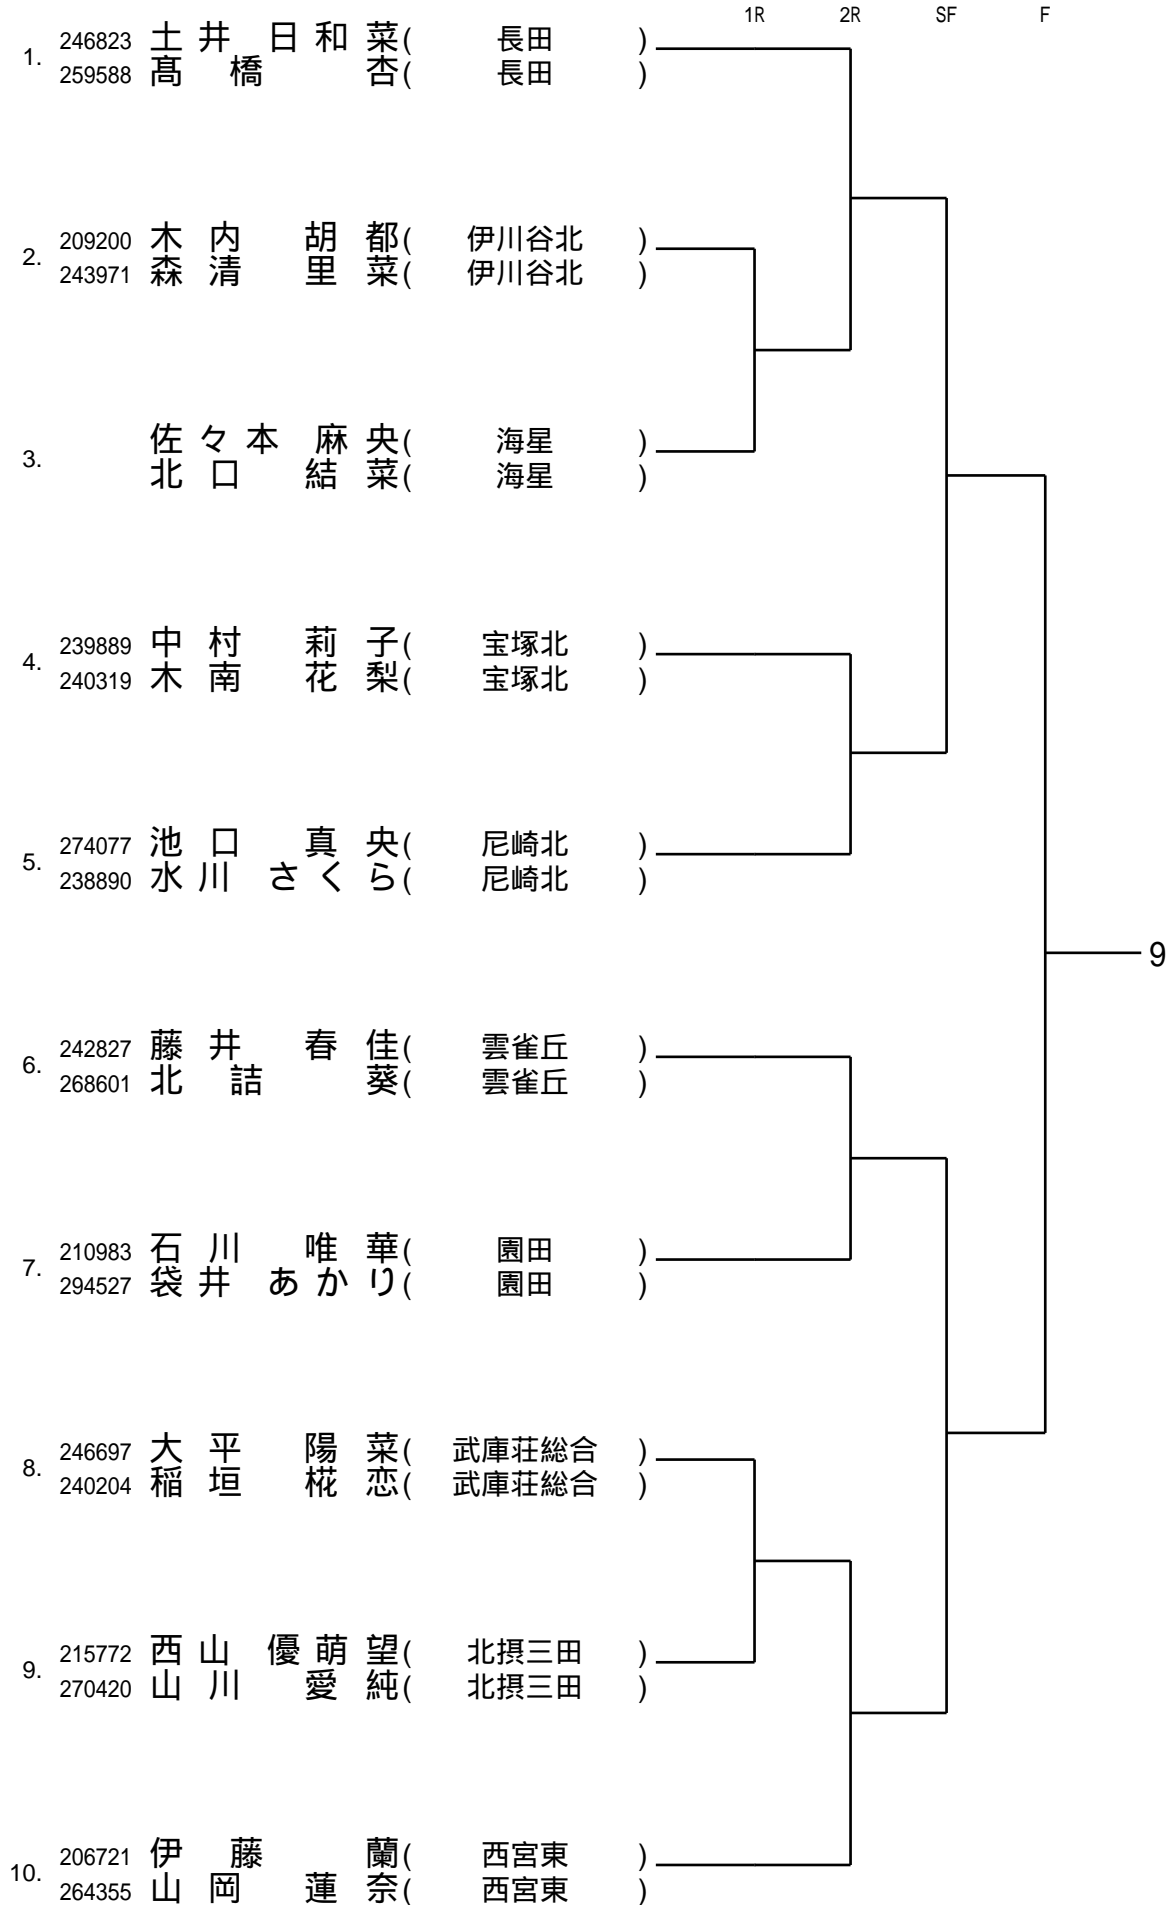 1R 2R SF F
1. 246823 土井 日和菜( 長田 )
259588 髙橋 杏( 長田 )
2. 209200 木内 胡都( 伊川谷北 )
243971 森清 里菜( 伊川谷北 )
3. 佐々本 麻央( 海星 )
北口 結菜( 海星 )
4. 239889 中村 莉子( 宝塚北 )
240319 木南 花梨( 宝塚北 )
5. 274077 池口 真央( 尼崎北 )
238890 水川 さくら( 尼崎北 )
9
6. 242827 藤井 春佳( 雲雀丘 )
268601 北詰 葵( 雲雀丘 )
7. 210983 石川 唯華( 園田 )
294527 袋井 あかり( 園田 )
8. 246697 大平 陽菜( 武庫荘総合 )
240204 稲垣 椛恋( 武庫荘総合 )
9. 215772 西山 優萌望( 北摂三田 )
270420 山川 愛純( 北摂三田 )
10. 206721 伊藤 蘭( 西宮東 )
264355 山岡 蓮奈( 西宮東 )